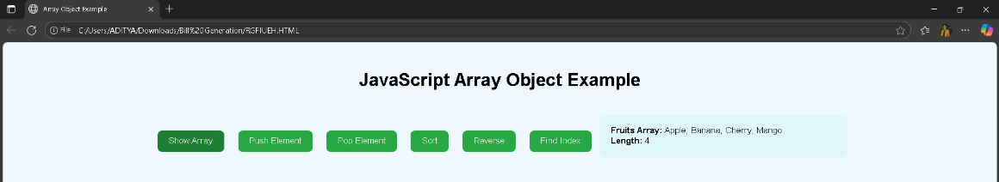 Array Object Example
File C:/Users/ADITYA/Downloads/Bill%20Generation/RGFIUEH.HTML
JavaScript Array Object Example
Show Array Push Element Pop Element Sort Reverse Find Index
Fruits Array: Apple, Banana, Cherry, Mango
Length: 4